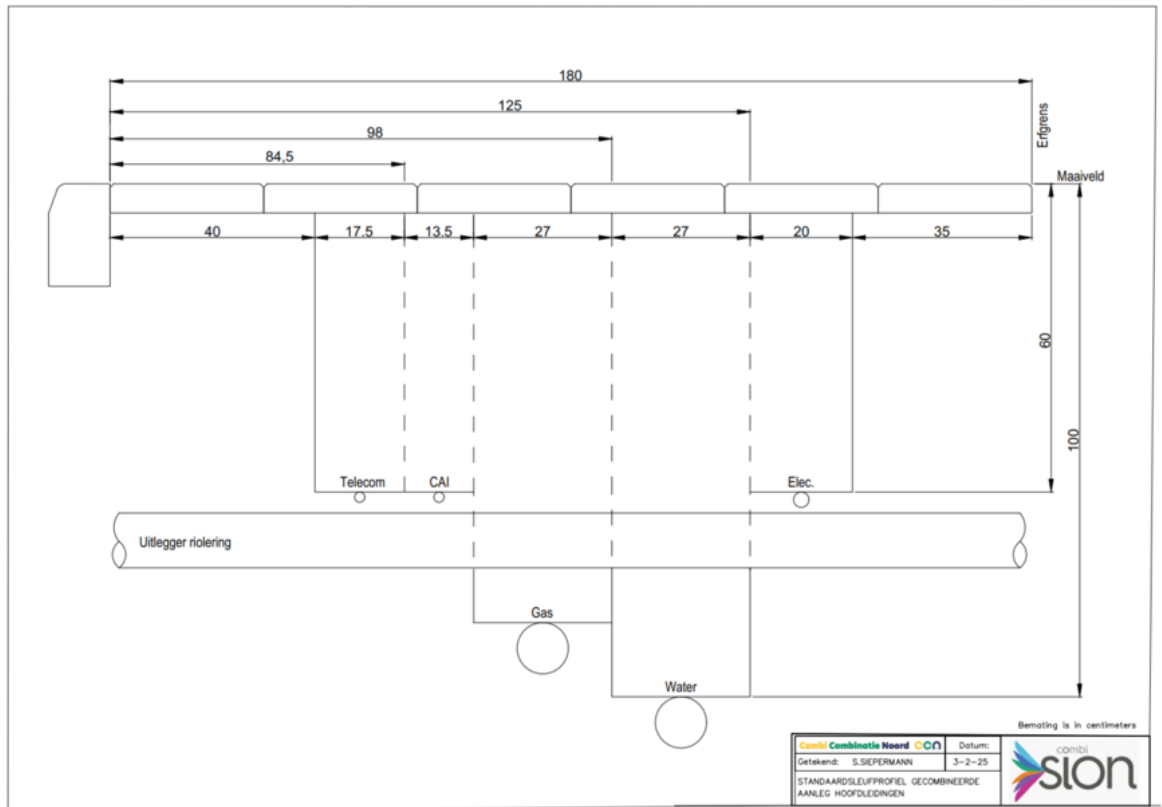 180
125
98
84,5
Erfgrens
Maaiveld
40 17.5 13.5 27 27 20 35
60
100
Telecom CAI Elec.
Uitlegger riolering
Gas
Water
Bemating is in centimeters
Combi Combinatie Noord CCN Datum:
Getekend: S.SIEPERMANN 3-2-25
STANDAARDSLEUFPROFIEL GECOMBINEERDE
AANLEG HOOFDLEIDINGEN
combi
sion